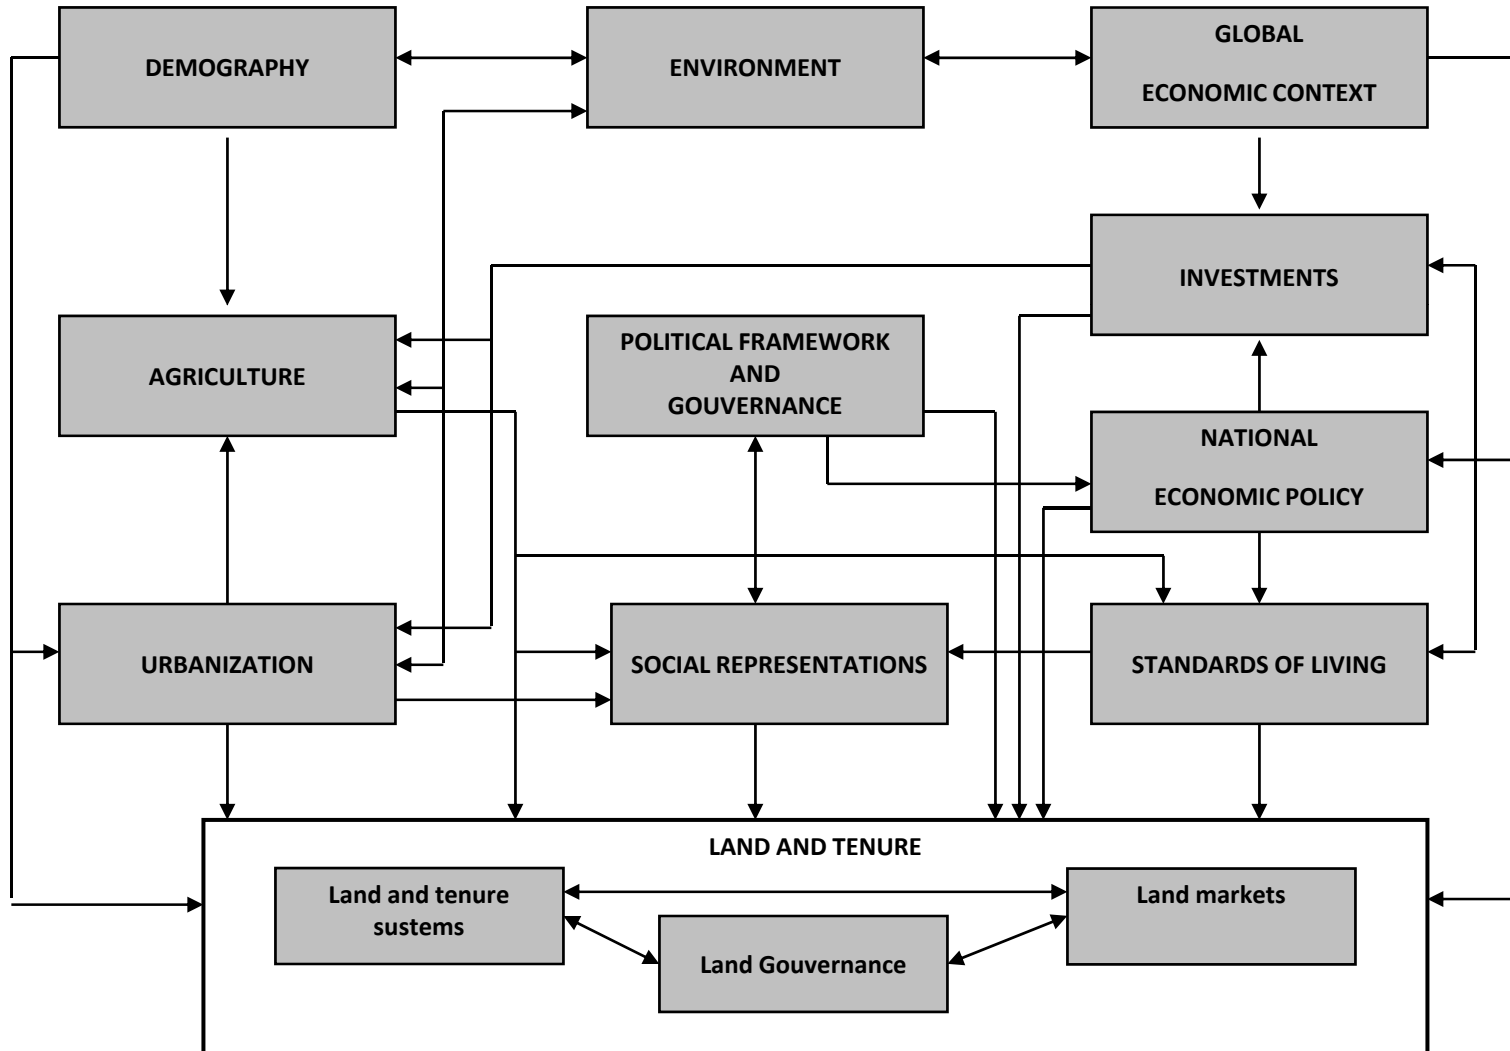 DEMOGRAPHY
ENVIRONMENT
GLOBAL
ECONOMIC CONTEXT
INVESTMENTS
AGRICULTURE
POLITICAL FRAMEWORK
AND
GOUVERNANCE
NATIONAL
ECONOMIC POLICY
URBANIZATION
SOCIAL REPRESENTATIONS
STANDARDS OF LIVING
LAND AND TENURE
Land and tenure
sustems
Land markets
Land Gouvernance